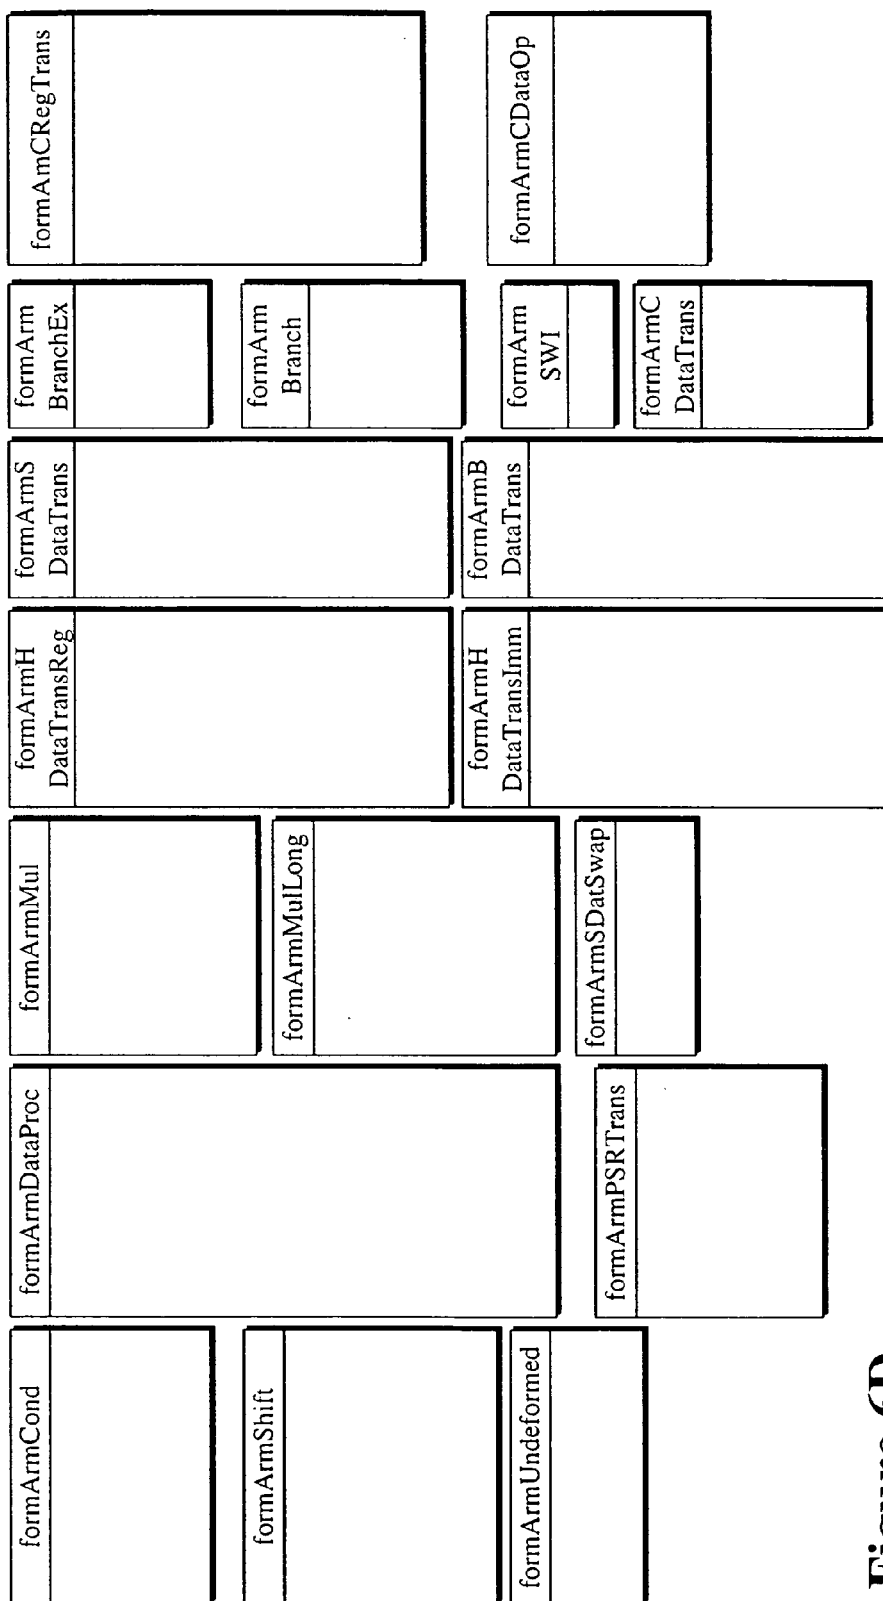 formArmCond
formArmShift
formArmUndeformed
formArmDataProc
formArmPSRTrans
formArmMul
formArmMulLong
formArmSDatSwap
formArmH
DataTransReg
formArmH
DataTransImm
formArmS
DataTrans
formArmB
DataTrans
formArm
BranchEx
formArm
Branch
formArm
SWI
formArmC
DataTrans
formAmCRegTrans
formArmCDataOp
Figure 6D